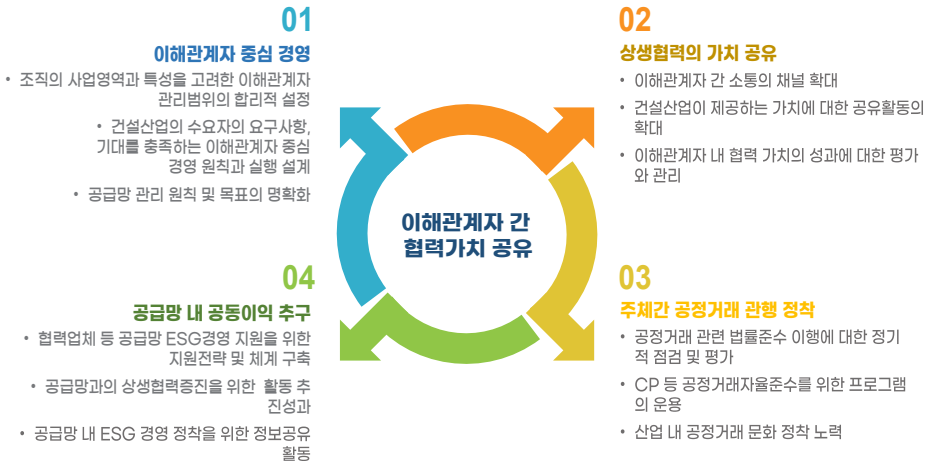 01
이해관계자 중심 경영
• 조직의 사업영역과 특성을 고려한 이해관계자
관리범위의 합리적 설정
• 건설산업의 수요자의 요구사항,
기대를 충족하는 이해관계자 중심
경영 원칙과 실행 설계
• 공급망 관리 원칙 및 목표의 명확화
02
상생협력의 가치 공유
• 이해관계자 간 소통의 채널 확대
• 건설산업이 제공하는 가치에 대한 공유활동의
확대
• 이해관계자 내 협력 가치의 성과에 대한 평가
와 관리
이해관계자 간
협력가치 공유
04
공급망 내 공동이익 추구
• 협력업체 등 공급망 ESG경영 지원을 위한
지원전략 및 체계 구축
• 공급망과의 상생협력증진을 위한 활동 추
진성과
• 공급망 내 ESG 경영 정착을 위한 정보공유
활동
03
주체간 공정거래 관행 정착
• 공정거래 관련 법률준수 이행에 대한 정기
적 점검 및 평가
• CP 등 공정거래자율준수를 위한 프로그램
의 운용
• 산업 내 공정거래 문화 정착 노력